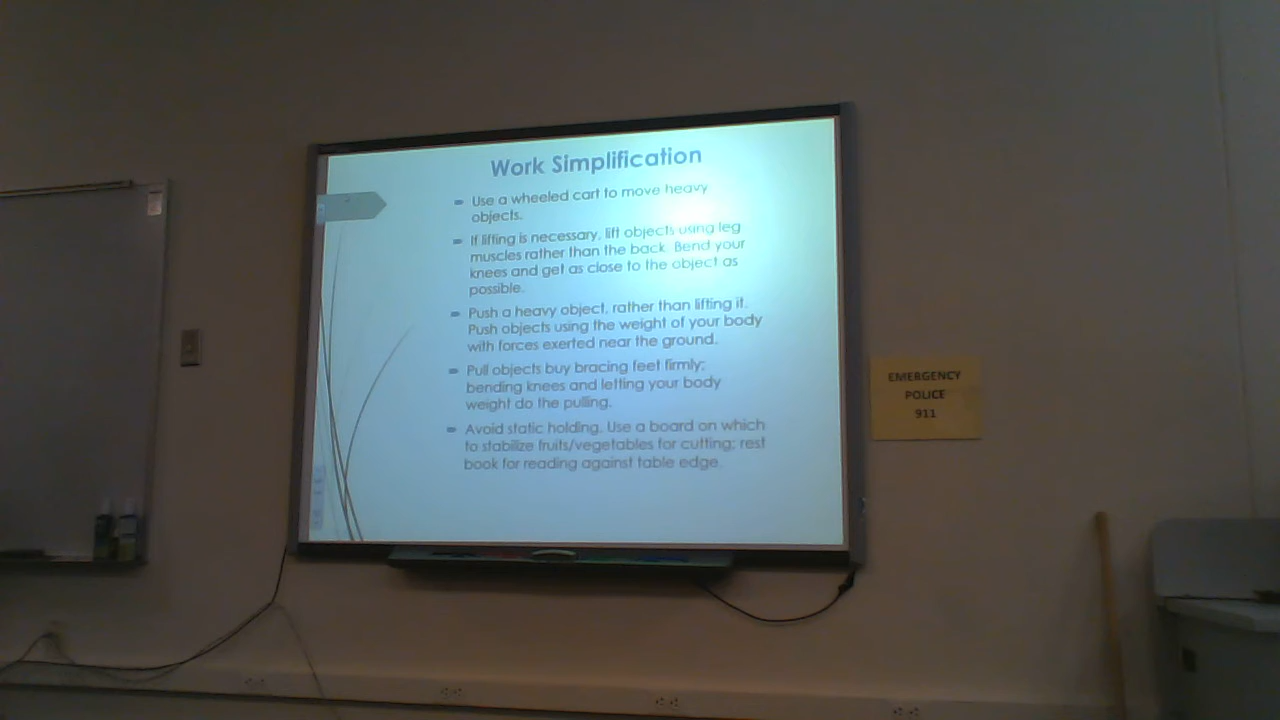 Work Simplification
Use a wheeled cart to move heavy
objects.
If lifting is necessary, lift objects using leg
muscles rather than the back. Bend your
knees and get as close to the object as
possible.
Push a heavy object, rather than lifting it.
Push objects using the weight of your body
with forces exerted near the ground.
Pull objects buy bracing feet firmly;
bending knees and letting your body
weight do the pulling.
Avoid static holding. Use a board on which
to stabilize fruits/vegetables for cutting; rest
book for reading against table edge.
EMERGENCY
POLICE
911